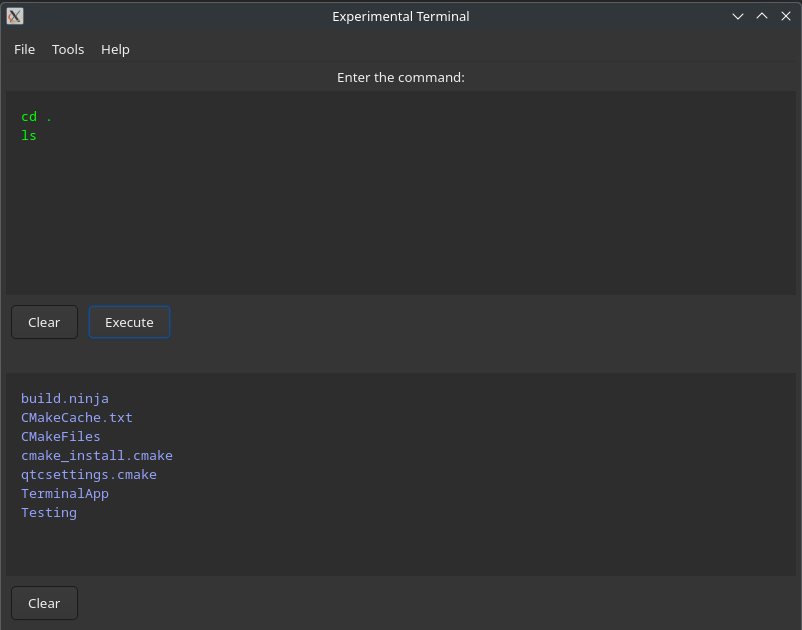 Experimental Terminal
File Tools Help
Enter the command:
cd .
ls
Clear Execute
build.ninja
CMakeCache.txt
CMakeFiles
cmake_install.cmake
qtcsettings.cmake
TerminalApp
Testing
Clear